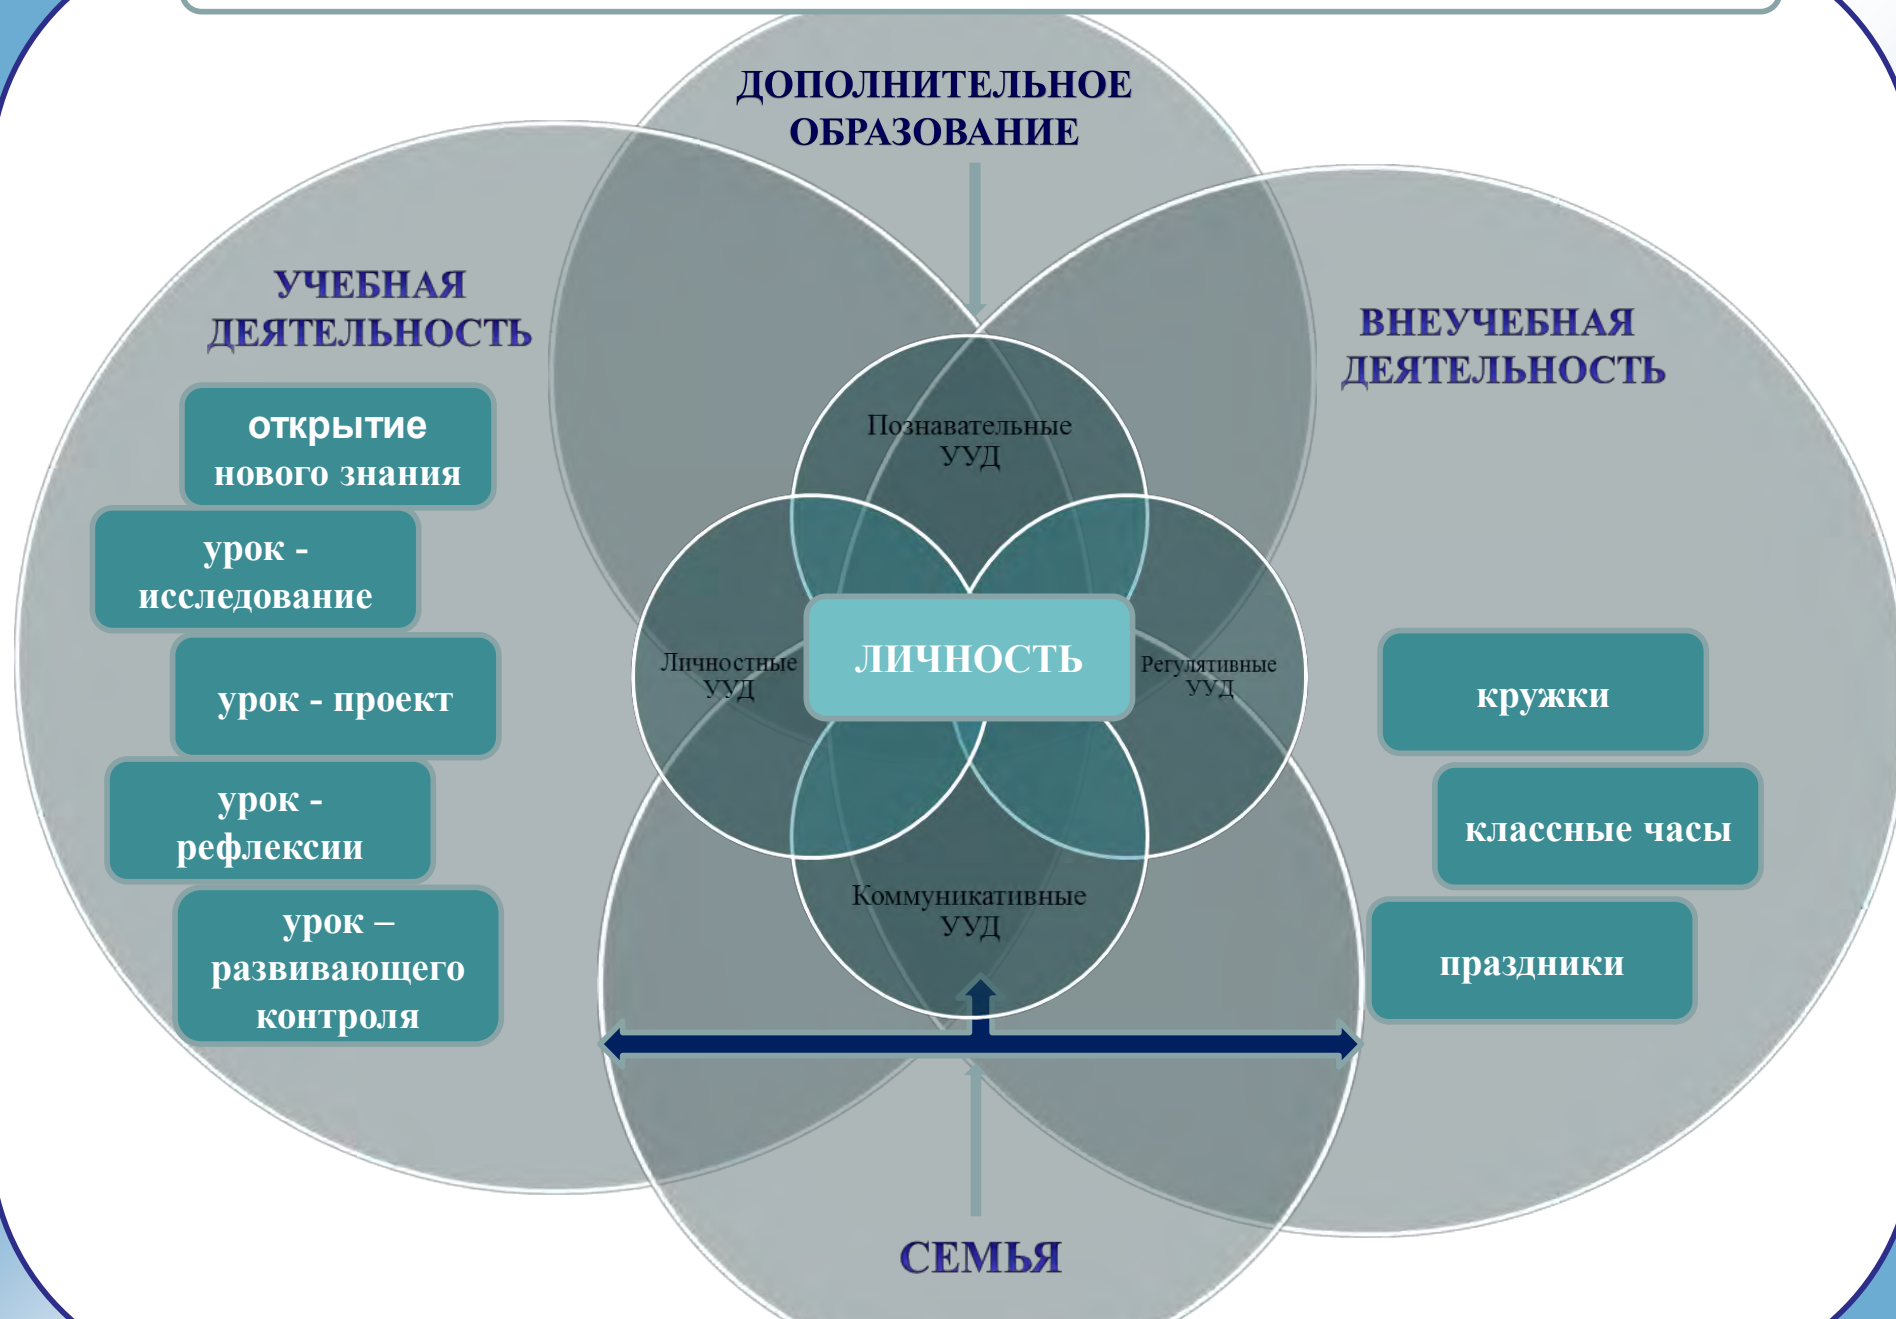 ДОПОЛНИТЕЛЬНОЕ
ОБРАЗОВАНИЕ
УЧЕБНАЯ
ДЕЯТЕЛЬНОСТЬ
открытие
нового знания
урок -
исследование
урок - проект
урок -
рефлексии
урок –
развивающего
контроля
Познавательные
УУД
Личностные
УУД
ЛИЧНОСТЬ
Регулятивные
УУД
Коммуникативные
УУД
ВНЕУЧЕБНАЯ
ДЕЯТЕЛЬНОСТЬ
кружки
классные часы
праздники
СЕМЬЯ